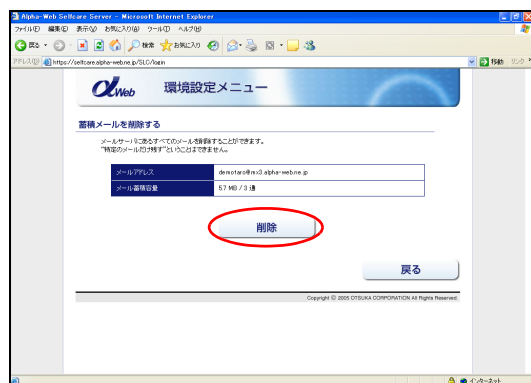 Alpha-Web Selfcare Server - Microsoft Internet Explorer
ファイル(F) 編集(E) 表示(V) お気に入り(A) ツール(T) ヘルプ(H)
戻る 検索 お気に入り
アドレス(D) https://selfcare.alpha-web.ne.jp/SLC/login 移動 リンク
αWeb 環境設定メニュー
蓄積メールを削除する
メールサーバにあるすべてのメールを削除することができます。
"特定のメールだけ残す"ということはできません。
メールアドレス demotaro@mx3.alpha-web.ne.jp
メール蓄積容量 57 MB / 3 通
削除
戻る
Copyright © 2005 OTSUKA CORPORATION All Rights Reserved.
インターネット